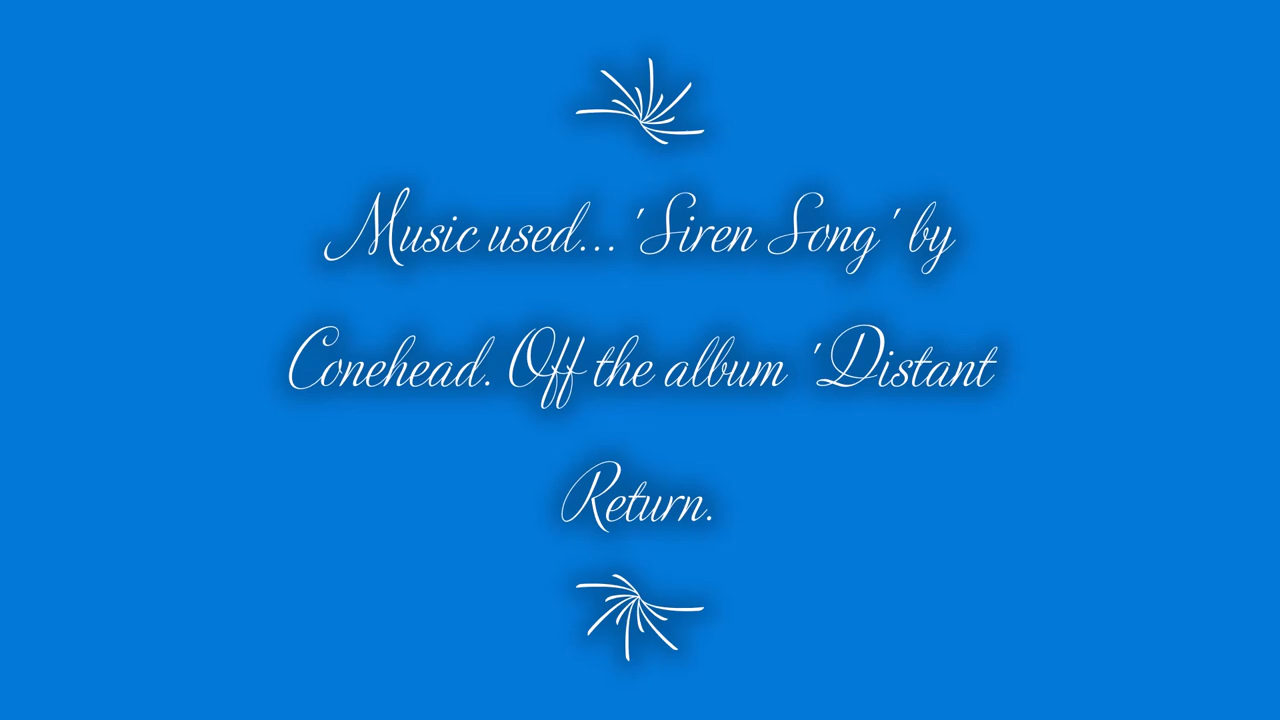 Music used... 'Siren Song' by
Conehead. Off the album 'Distant
Return.